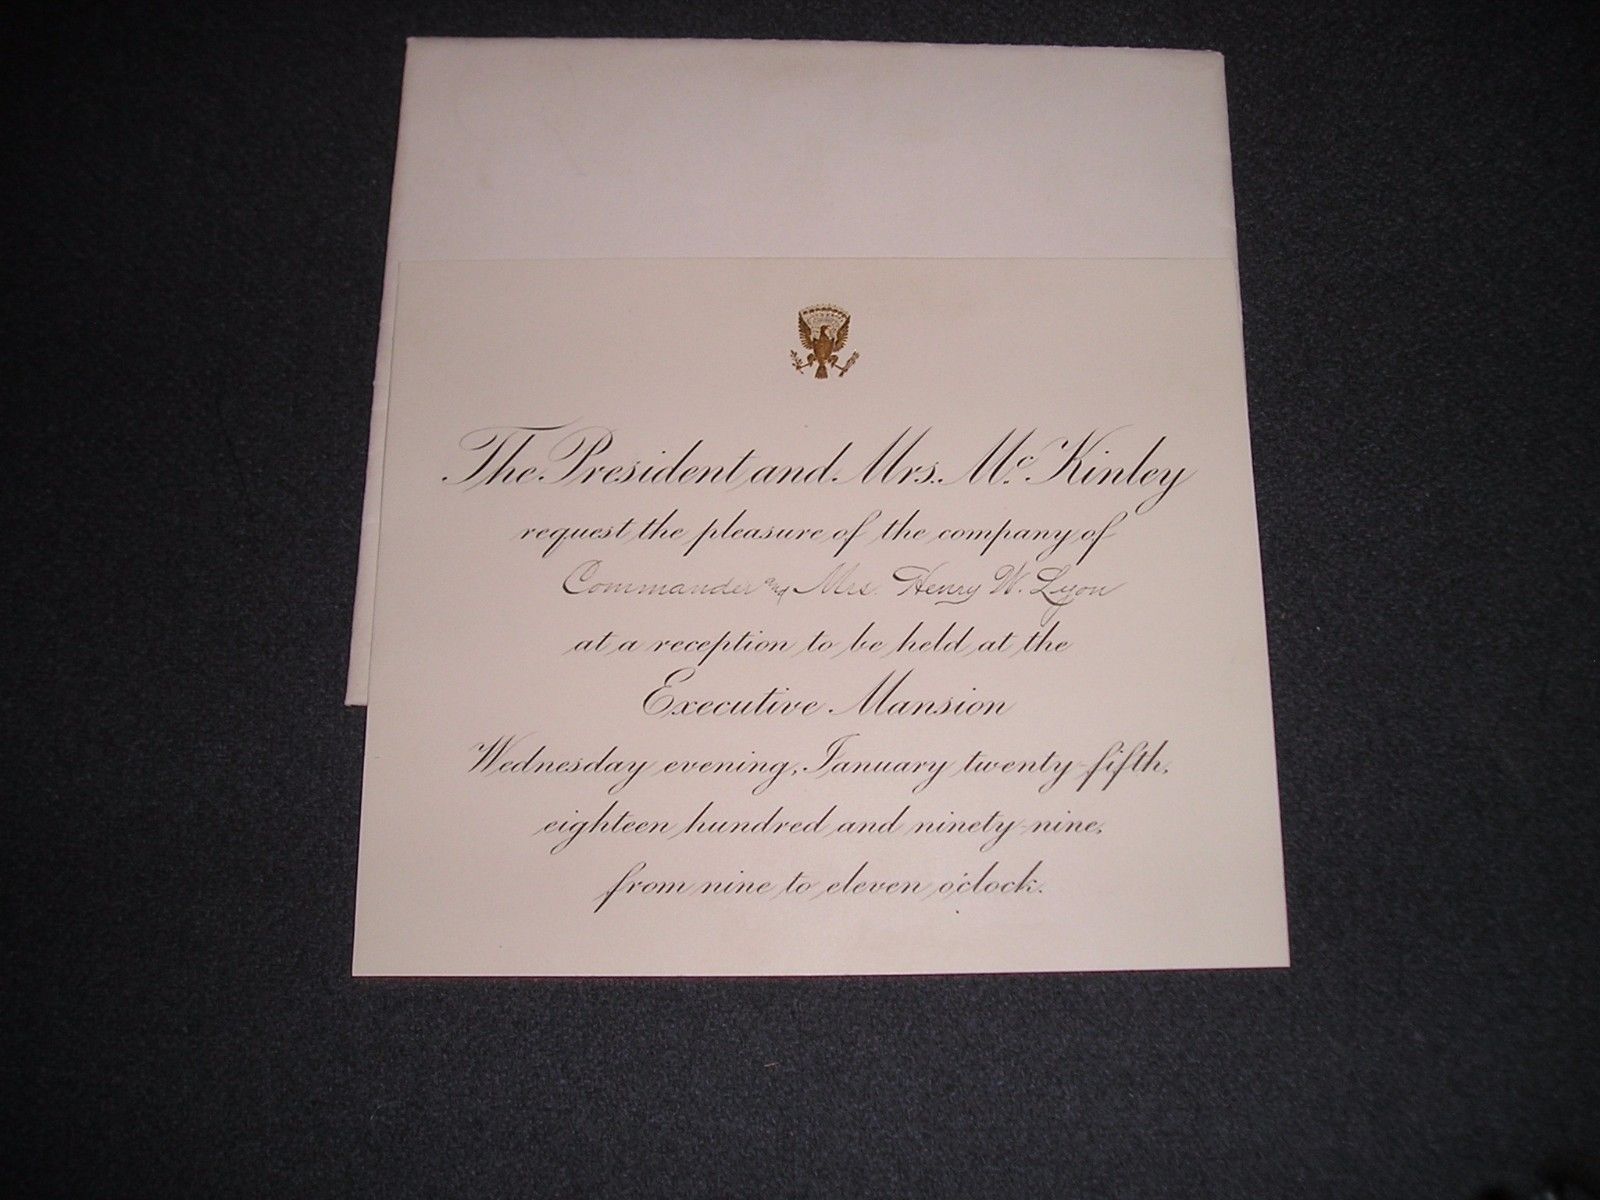 The President and Mrs. Mc.Kinley
request the pleasure of the company of
Commander and Mrs. Henry W. Lyon
at a reception to be held at the
Executive Mansion
Wednesday evening, January twenty-fifth,
eighteen hundred and ninety-nine,
from nine to eleven o'clock.